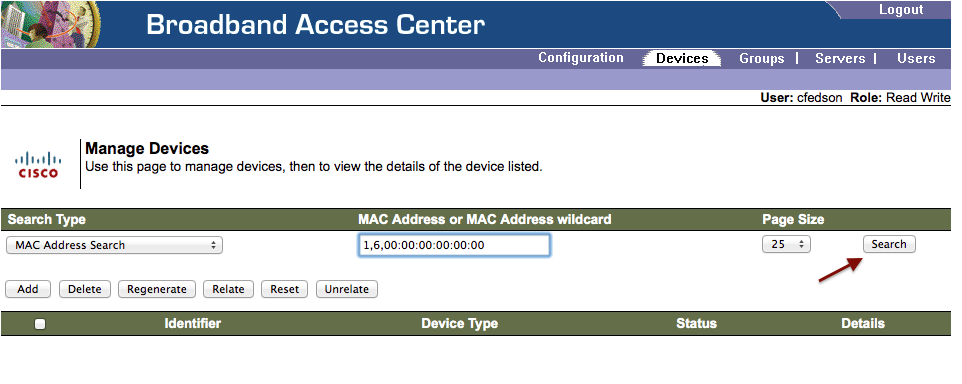 Logout
Broadband Access Center
Configuration Devices Groups | Servers | Users
User: cfedson Role: Read Write
Manage Devices
Use this page to manage devices, then to view the details of the device listed.
CISCO
Search Type MAC Address or MAC Address wildcard Page Size
MAC Address Search 1,6,00:00:00:00:00:00 25 Search
Add Delete Regenerate Relate Reset Unrelate
Identifier Device Type Status Details